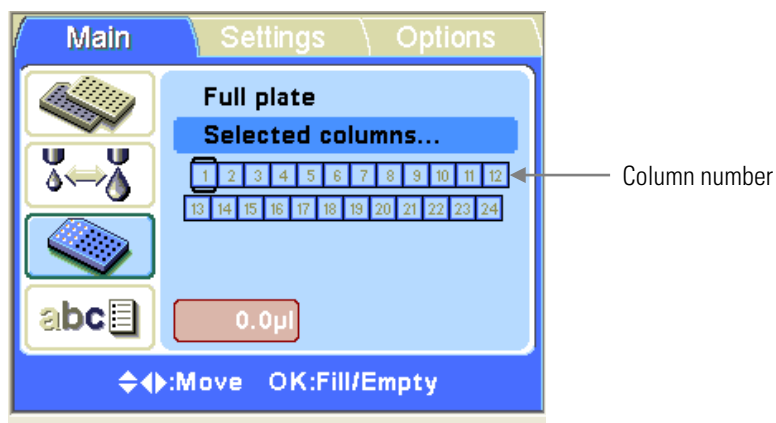 Main Settings Options
Full plate
Selected columns...
1 2 3 4 5 6 7 8 9 10 11 12
Column number
13 14 15 16 17 18 19 20 21 22 23 24
abc
0.0µl
:Move OK:Fill/Empty